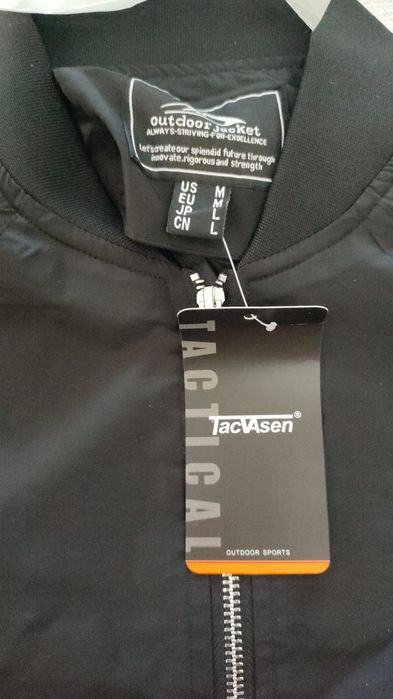 outdoor jacket
ALWAYS·STRIVING·FOR·EXCELLENCE
Let's create our splendid future through
innovate,rigorous and strength
US M
EU M
JP L
CN L
TACTICAL
TacVAsen®
OUTDOOR SPORTS